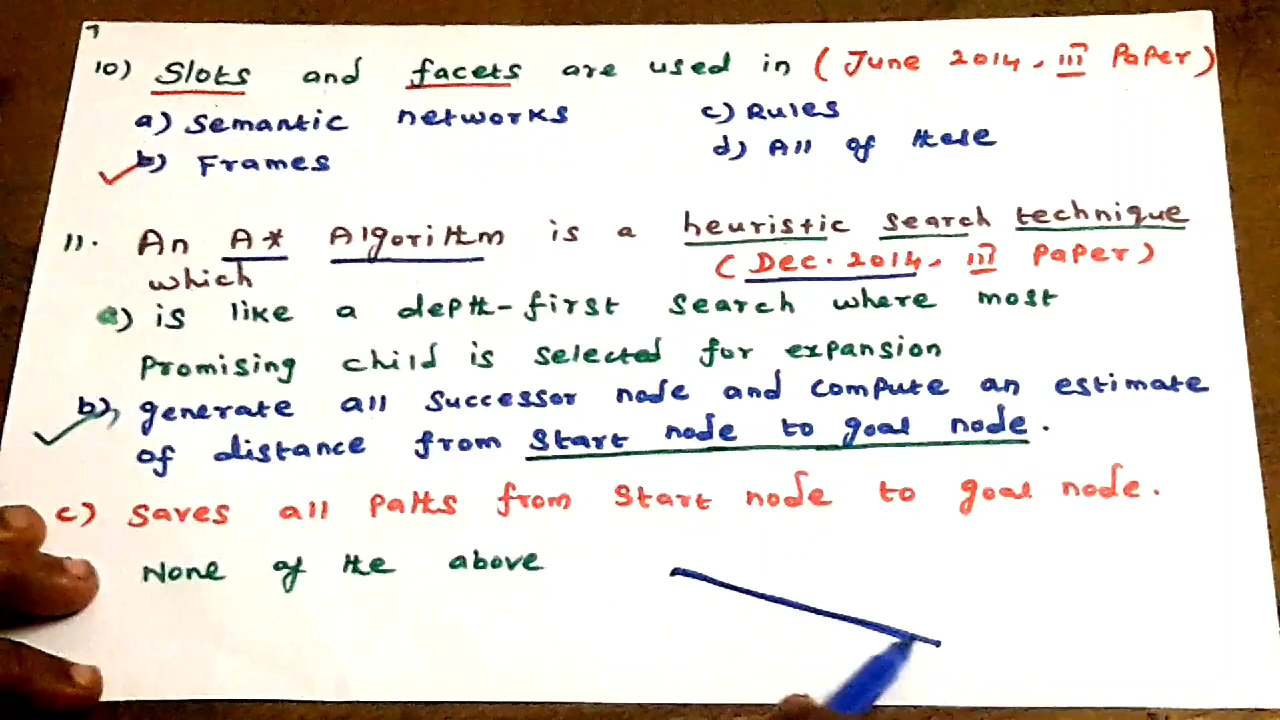 10) Slots and facets are used in (June 2014, III Paper)
a) semantic networks c) Rules
b) Frames d) All of these
11. An A* Algorithm is a heuristic search technique
which (Dec. 2014, III paper)
a) is like a depth-first search where most
promising child is selected for expansion
b) generate all successor node and compute an estimate
of distance from start node to goal node.
c) saves all paths from start node to goal node.
None of the above